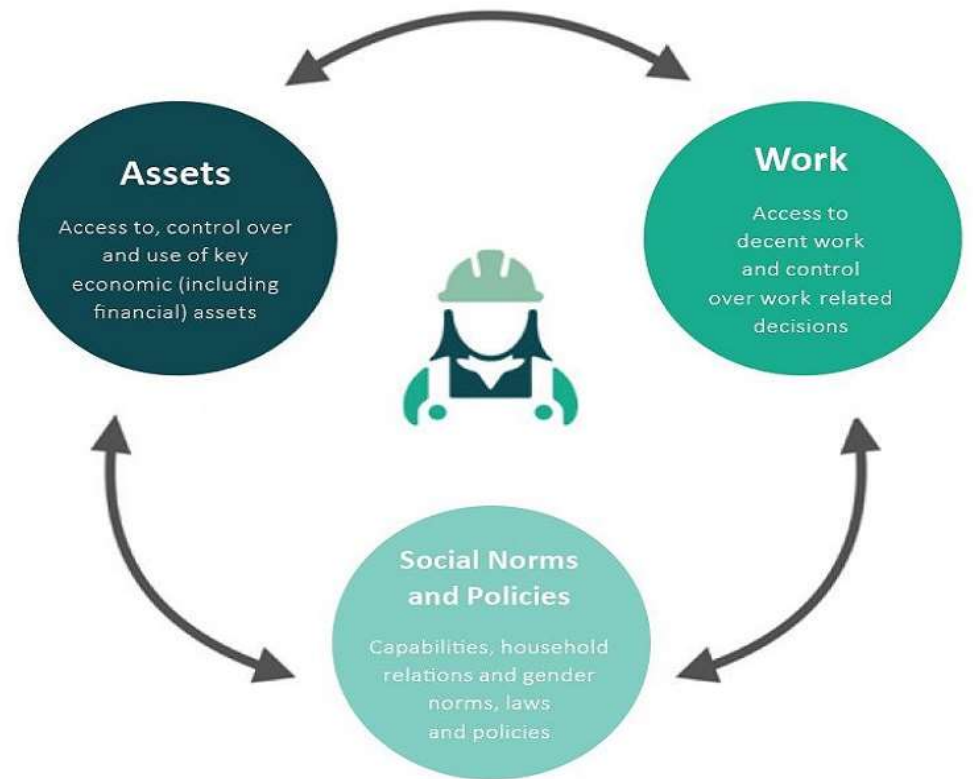 Assets
Access to, control over
and use of key
economic (including
financial) assets
Work
Access to
decent work
and control
over work related
decisions
Social Norms
and Policies
Capabilities, household
relations and gender
norms, laws
and policies